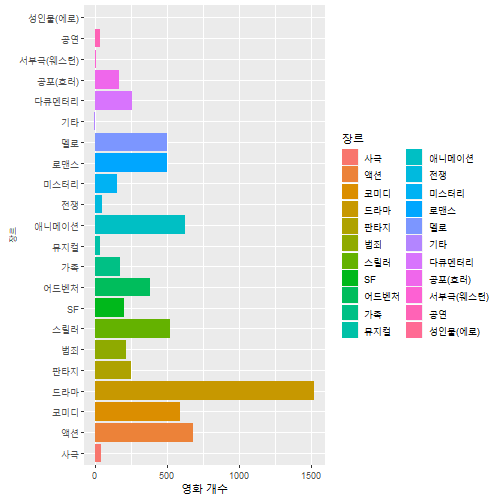 성인물(에로)
공연
서부극(웨스턴)
공포(호러)
다큐멘터리
기타
멜로
로맨스
미스터리
전쟁
애니메이션
뮤지컬
가족
어드벤처
SF
스릴러
범죄
판타지
드라마
코미디
액션
사극
장르
0 500 1000 1500
영화 개수
장르
사극 애니메이션
액션 전쟁
코미디 미스터리
드라마 로맨스
판타지 멜로
범죄 기타
스릴러 다큐멘터리
SF 공포(호러)
어드벤처 서부극(웨스턴)
가족 공연
뮤지컬 성인물(에로)